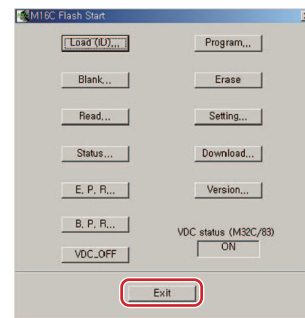 M16C Flash Start
Load (ID)...
Program...
Blank...
Erase
Read...
Setting...
Status...
Download...
E. P. R...
Version...
B. P. R...
VDC status (M32C/83)
VDC_OFF
ON
Exit